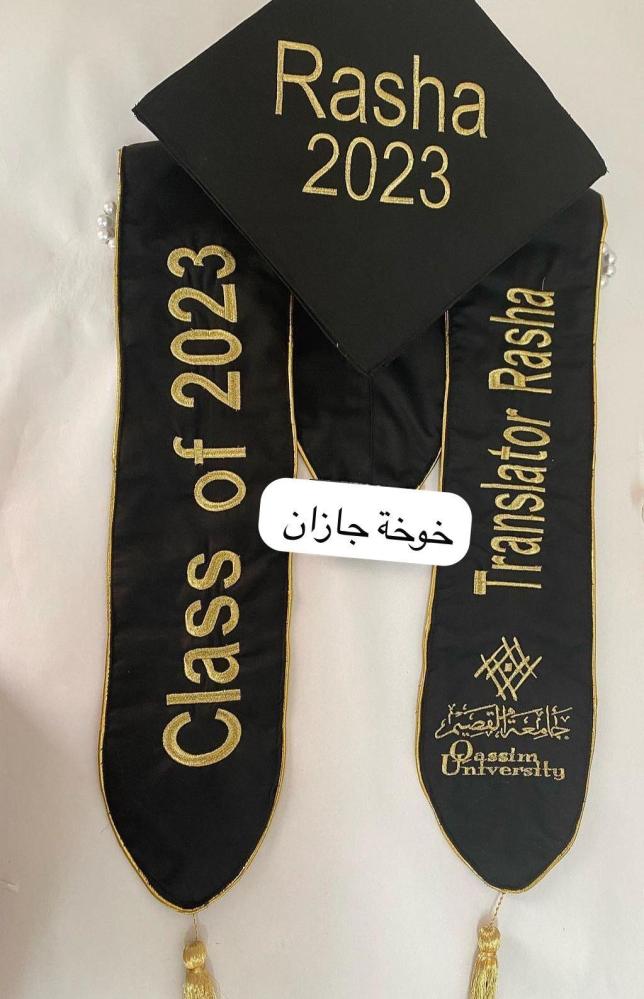 Rasha
2023
Class of 2023
Translator Rasha
خوخة جازان
جامعة القصيم
Qassim
University